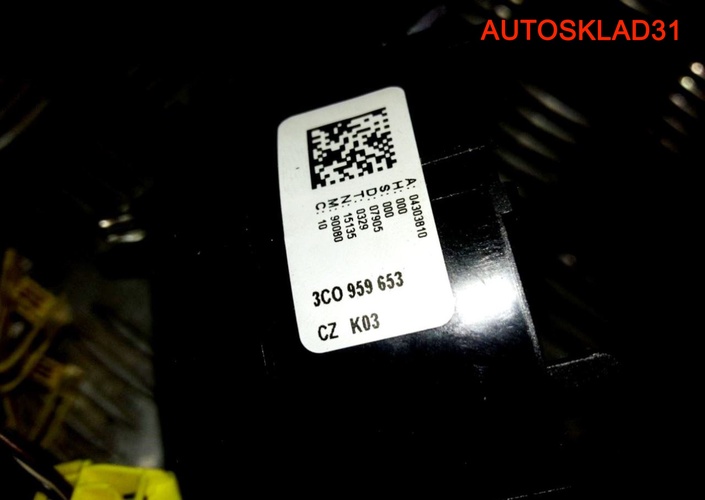 AUTOSKLAD31
A: 04303810
H: 000
S: 000
D: 07905
T: 0329
N: 15135
M: 90080
C: 10
3C0 959 653
CZ K03